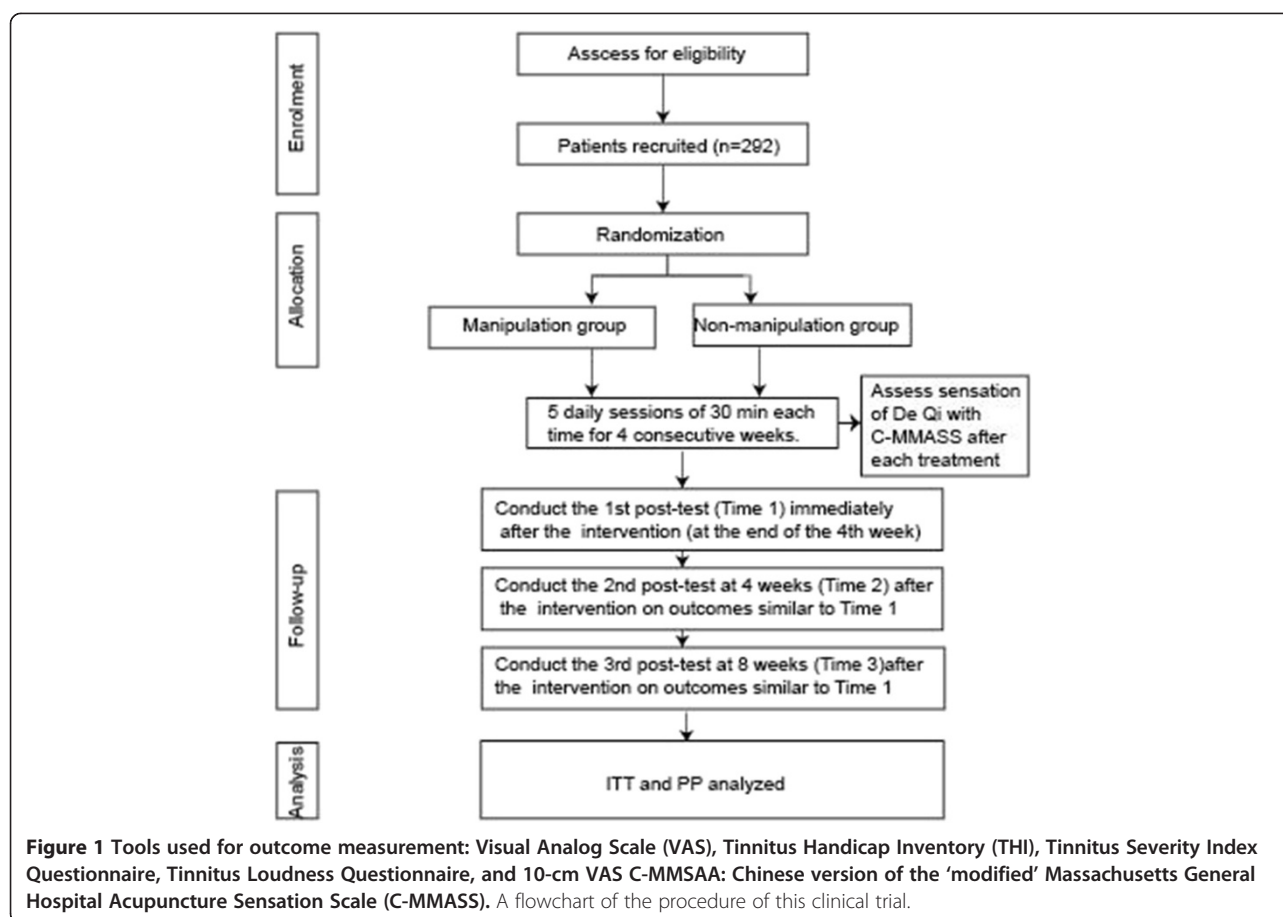 Enrolment
Asscess for eligibility
Patients recruited (n=292)
Allocation
Randomization
Manipulation group
Non-manipulation group
5 daily sessions of 30 min each
time for 4 consecutive weeks.
Assess sensation
of De Qi with
C-MMASS after
each treatment
Follow-up
Conduct the 1st post-test (Time 1) immediately
after the intervention (at the end of the 4th week)
Conduct the 2nd post-test at 4 weeks (Time 2) after
the intervention on outcomes similar to Time 1
Conduct the 3rd post-test at 8 weeks (Time 3)after
the intervention on outcomes similar to Time 1
Analysis
ITT and PP analyzed
Figure 1 Tools used for outcome measurement: Visual Analog Scale (VAS), Tinnitus Handicap Inventory (THI), Tinnitus Severity Index
Questionnaire, Tinnitus Loudness Questionnaire, and 10-cm VAS C-MMSAA: Chinese version of the ‘modified’ Massachusetts General
Hospital Acupuncture Sensation Scale (C-MMASS). A flowchart of the procedure of this clinical trial.